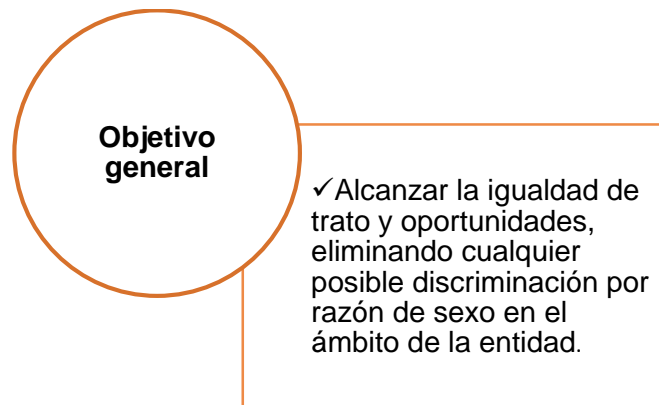 Objetivo
general
✓Alcanzar la igualdad de
trato y oportunidades,
eliminando cualquier
posible discriminación por
razón de sexo en el
ámbito de la entidad.